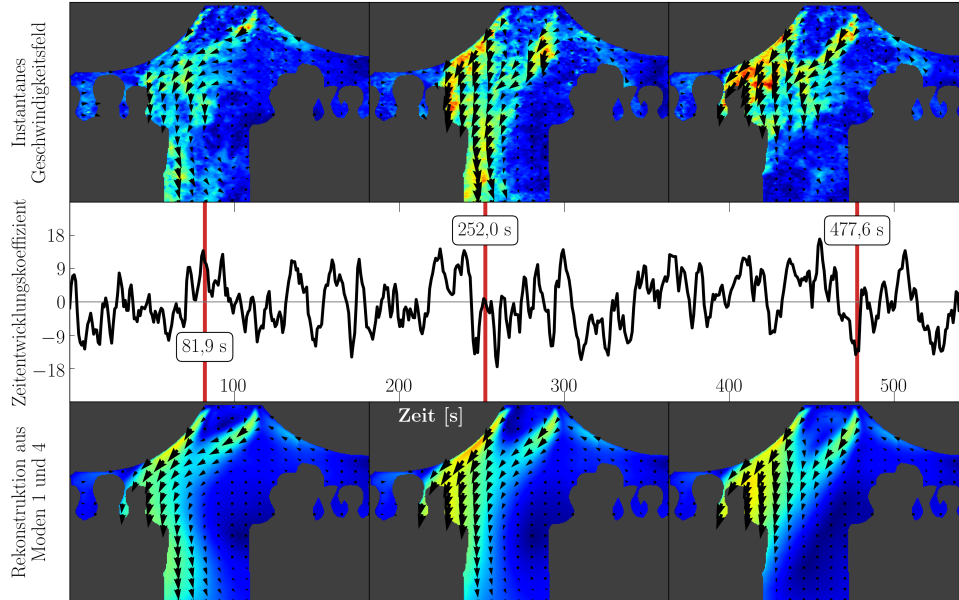 Instantanes
Geschwindigkeitsfeld
Zeitentwicklungskoeffizient
18
9
0
−9
−18
81,9 s
252,0 s
477,6 s
100
200
300
400
500
Zeit [s]
Rekonstruktion aus
Moden 1 und 4